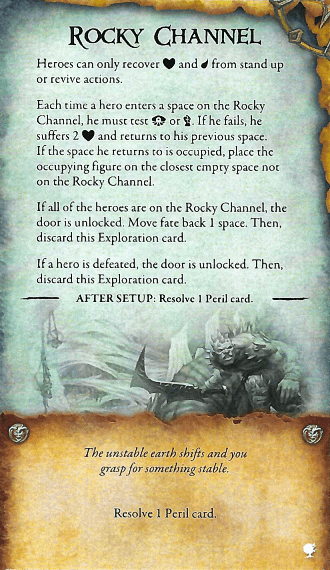 ROCKY CHANNEL
Heroes can only recover and from stand up
or revive actions.
Each time a hero enters a space on the Rocky
Channel, he must test or . If he fails, he
suffers 2 and returns to his previous space.
If the space he returns to is occupied, place the
occupying figure on the closest empty space not
on the Rocky Channel.
If all of the heroes are on the Rocky Channel, the
door is unlocked. Move fate back 1 space. Then,
discard this Exploration card.
If a hero is defeated, the door is unlocked. Then,
discard this Exploration card.
AFTER SETUP: Resolve 1 Peril card.
The unstable earth shifts and you
grasp for something stable.
Resolve 1 Peril card.